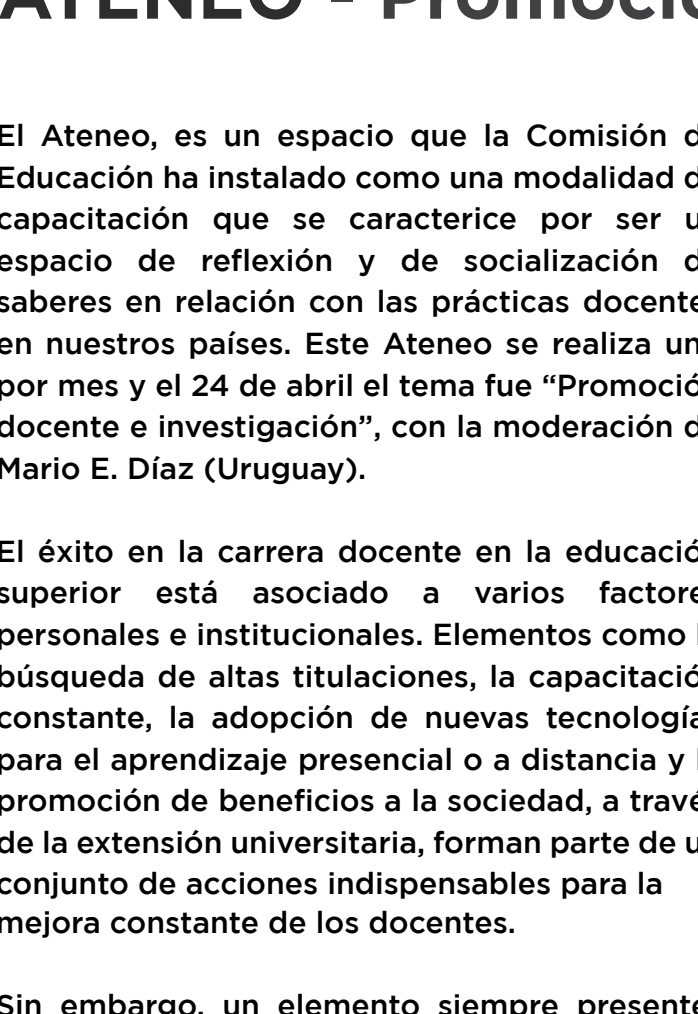 ATENEO - Promoció
El Ateneo, es un espacio que la Comisión d
Educación ha instalado como una modalidad d
capacitación que se caracterice por ser u
espacio de reflexión y de socialización d
saberes en relación con las prácticas docente
en nuestros países. Este Ateneo se realiza un
por mes y el 24 de abril el tema fue “Promoció
docente e investigación”, con la moderación d
Mario E. Díaz (Uruguay).
El éxito en la carrera docente en la educació
superior está asociado a varios factore
personales e institucionales. Elementos como l
búsqueda de altas titulaciones, la capacitació
constante, la adopción de nuevas tecnología
para el aprendizaje presencial o a distancia y l
promoción de beneficios a la sociedad, a travé
de la extensión universitaria, forman parte de u
conjunto de acciones indispensables para la
mejora constante de los docentes.
Sin embargo, un elemento siempre presente